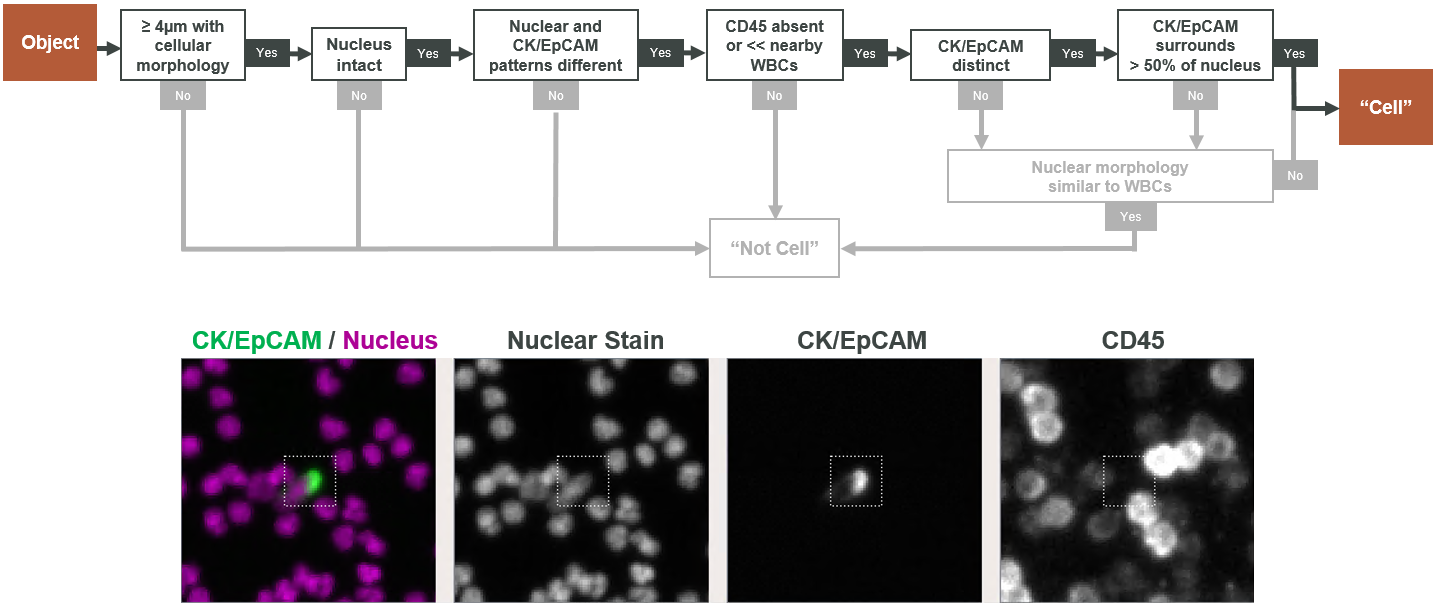 Object
≥ 4µm with
cellular
morphology
Yes
No
Nucleus
intact
Yes
No
Nuclear and
CK/EpCAM
patterns different
Yes
No
CD45 absent
or << nearby
WBCs
Yes
No
CK/EpCAM
distinct
Yes
No
CK/EpCAM
surrounds
> 50% of nucleus
Yes
No
“Cell”
Nuclear morphology
similar to WBCs
No
Yes
“Not Cell”
CK/EpCAM / Nucleus
Nuclear Stain
CK/EpCAM
CD45